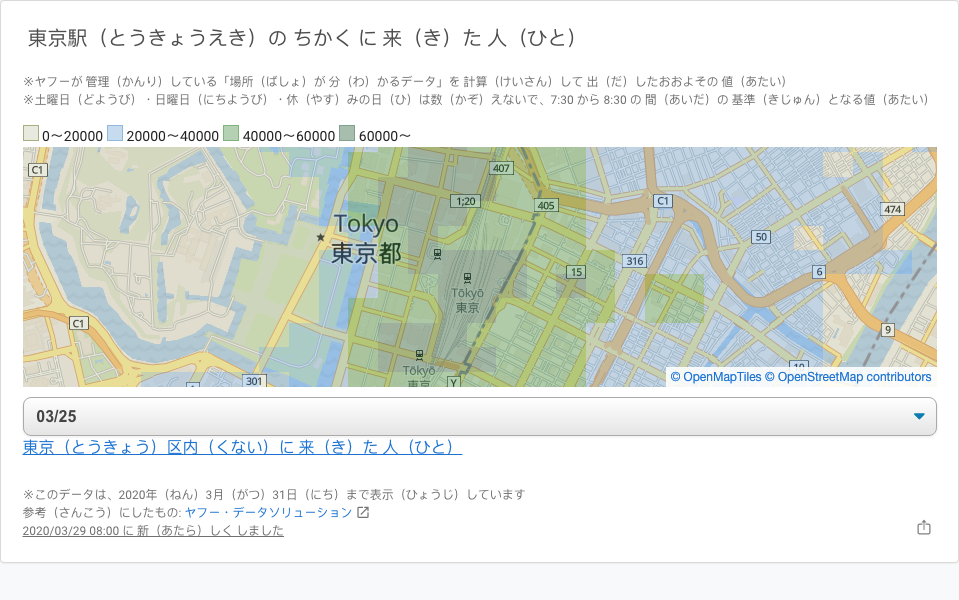 東京駅（とうきょうえき）の ちかく に 来（き）た 人（ひと）
※ヤフーが 管理（かんり）している「場所（ばしょ）が 分（わ）かるデータ」を 計算（けいさん）して 出（だ）したおおよその 値（あたい）
※土曜日（どようび）・日曜日（にちようび）・休（やす）みの日（ひ）は数（かぞ）えないで、7:30 から 8:30 の 間（あいだ）の 基準（きじゅん）となる値（あたい）
0〜20000 20000〜40000 40000〜60000 60000〜
C1
407
1;20
405
C1
474
Tokyo
東京都
50
316
15
6
Tōkyō
東京
C1
9
Tōkyō
東京
301
Y
© OpenMapTiles © OpenStreetMap contributors
03/25
東京（とうきょう）区内（くない）に 来（き）た 人（ひと）
※このデータは、2020年（ねん）3月（がつ）31日（にち）まで表示（ひょうじ）しています
参考（さんこう）にしたもの: ヤフー・データソリューション
2020/03/29 08:00 に 新（あたら）しく しました